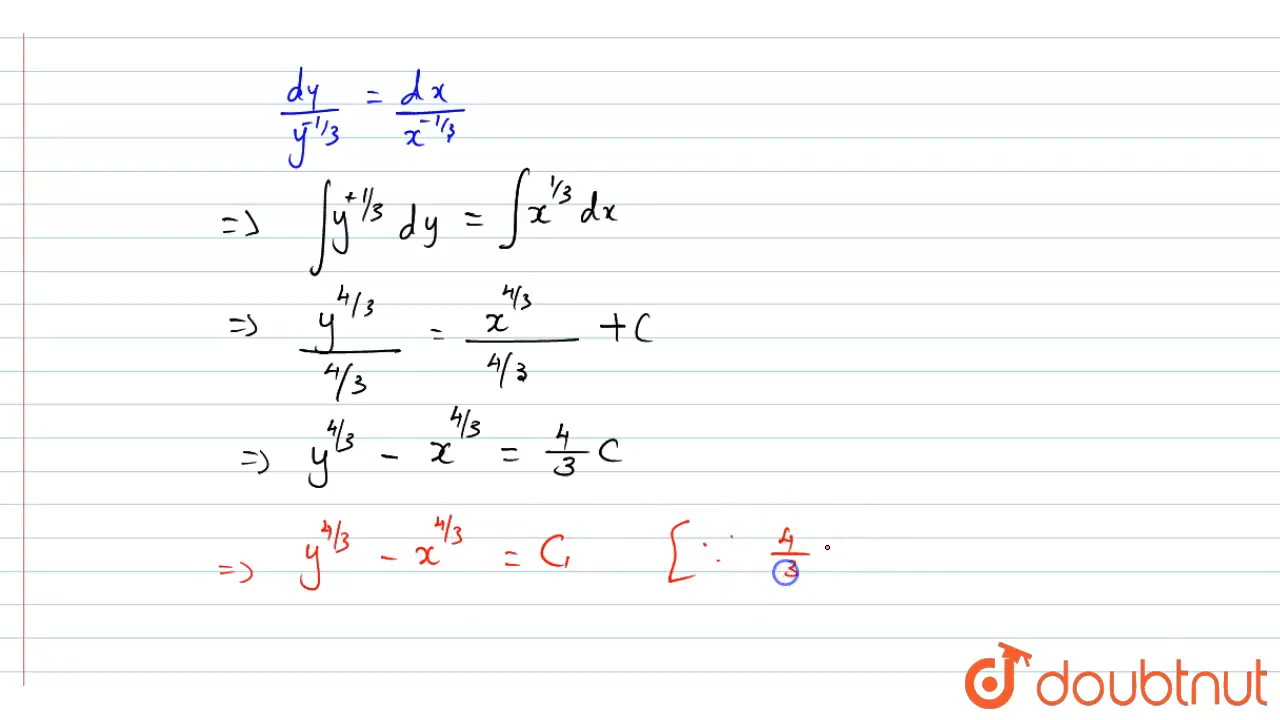 dy/y^-1/3 = dx/x^-1/3
=> ∫y^+1/3 dy = ∫x^1/3 dx
=> y^4/3/4/3 = x^4/3/4/3 + C
=> y^4/3 - x^4/3 = 4/3 C
=> y^4/3 - x^4/3 = C₁ [∵ 4/3
doubtnut